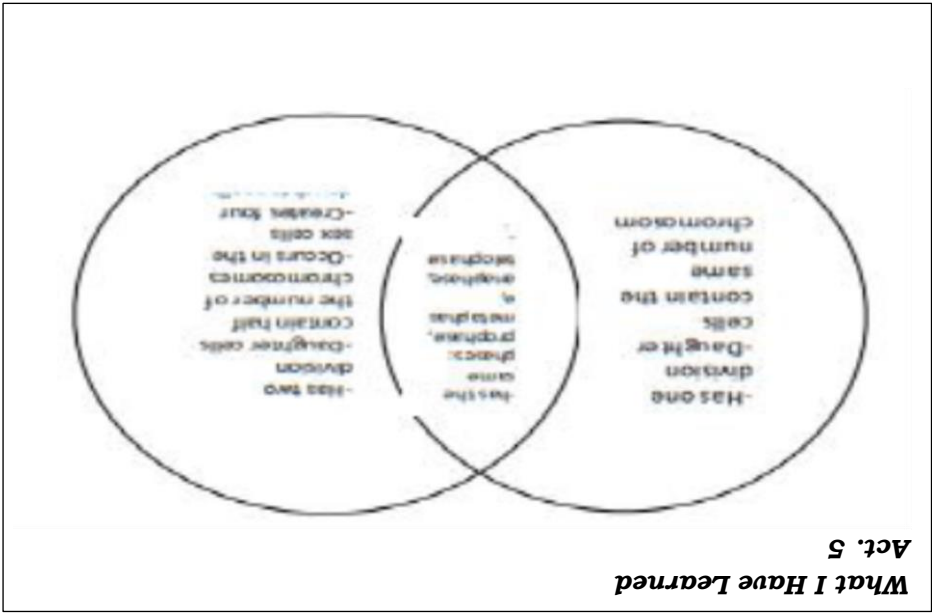 What I Have Learned
Act. 5
-Has one
division
-Daughter
cells
contain the
same
number of
chromosom
-has the
same
phases:
prophase,
metaphas
e,
anaphase,
telophase
-Has two
division
-Daughter cells
contain half
the number of
chromosomes
-Occurs in the
sex cells
-Creates four